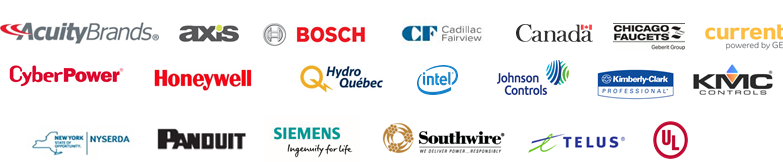 AcuityBrands®
axis
BOSCH
CF Cadillac
Fairview
Canada
CHICAGO
FAUCETS
Geberit Group
current
powered by GE
CyberPower®
Honeywell
Hydro
Québec
intel
Johnson
Controls
Kimberly-Clark
PROFESSIONAL
KMC
CONTROLS
NEW YORK
STATE OF
OPPORTUNITY.
NYSERDA
PANDUIT
SIEMENS
Ingenuity for life
Southwire®
WE DELIVER POWER...RESPONSIBLY
TELUS®
UL